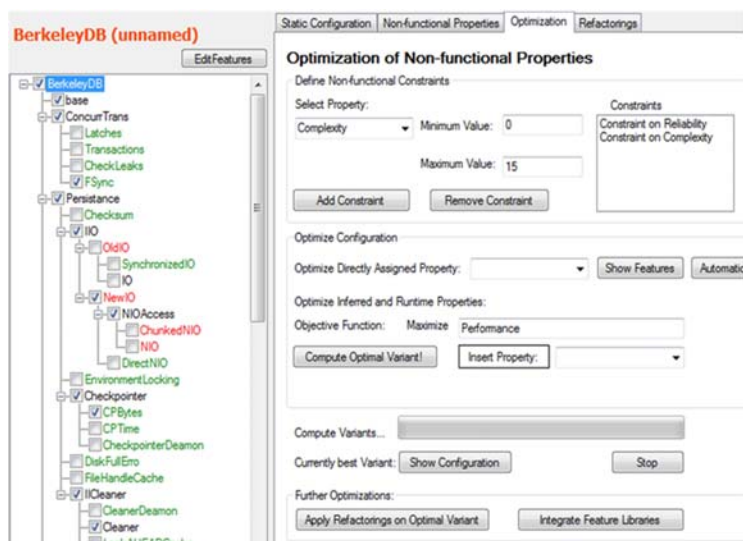 BerkeleyDB (unnamed)
Edit Features
BerkeleyDB
base
ConcurrTrans
Latches
Transactions
CheckLeaks
FSync
Persistance
Checksum
IIO
OldIO
SynchronizedIO
IO
NewIO
NIOAccess
ChunkedNIO
NIO
DirectNIO
EnvironmentLocking
Checkpointer
CPBytes
CPTime
CheckpointerDeamon
DiskFullErro
FileHandleCache
IICleaner
CleanerDeamon
Cleaner
Static Configuration Non-functional Properties Optimization Refactorings
Optimization of Non-functional Properties
Define Non-functional Constraints
Select Property: Constraints
Complexity Minimum Value: 0 Constraint on Reliability
Constraint on Complexity
Maximum Value: 15
Add Constraint Remove Constraint
Optimize Configuration
Optimize Directly Assigned Property: Show Features Automatic
Optimize Inferred and Runtime Properties:
Objective Function: Maximize Performance
Compute Optimal Variant! Insert Property:
Compute Variants...
Currently best Variant: Show Configuration Stop
Further Optimizations:
Apply Refactorings on Optimal Variant Integrate Feature Libraries